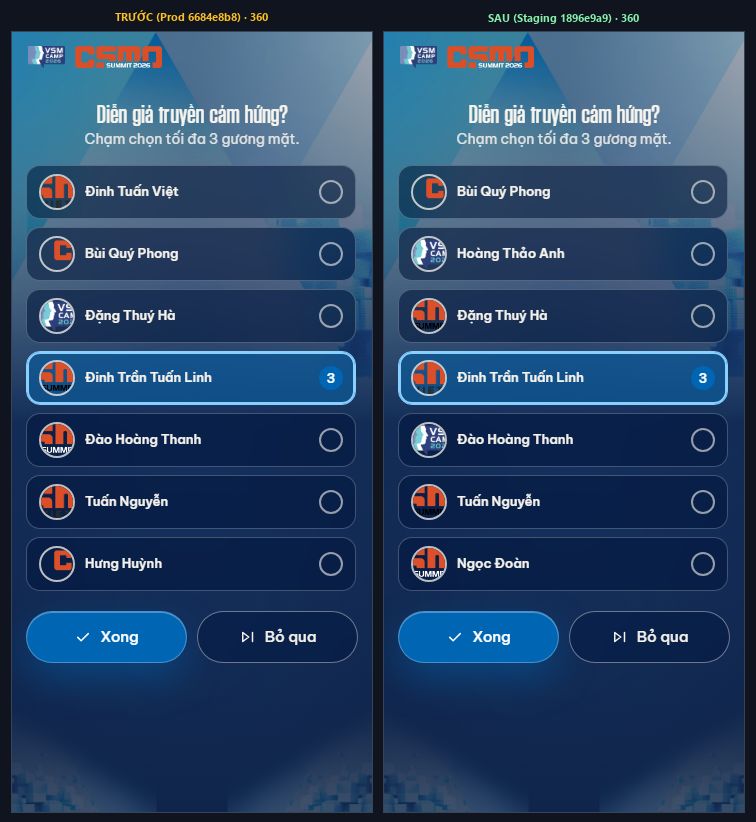 TRƯỚC (Prod 6684e8b8) · 360
VSM
CAMP
2026
CSMO
SUMMIT 2026
Diễn giả truyền cảm hứng?
Chạm chọn tối đa 3 gương mặt.
Đinh Tuấn Việt
Bùi Quý Phong
Đặng Thuý Hà
Đinh Trần Tuấn Linh
3
Đào Hoàng Thanh
Tuấn Nguyễn
Hưng Huỳnh
Xong
Bỏ qua
SAU (Staging 1896e9a9) · 360
VSM
CAMP
2026
CSMO
SUMMIT 2026
Diễn giả truyền cảm hứng?
Chạm chọn tối đa 3 gương mặt.
Bùi Quý Phong
Hoàng Thảo Anh
Đặng Thuý Hà
Đinh Trần Tuấn Linh
3
Đào Hoàng Thanh
Tuấn Nguyễn
Ngọc Đoàn
Xong
Bỏ qua